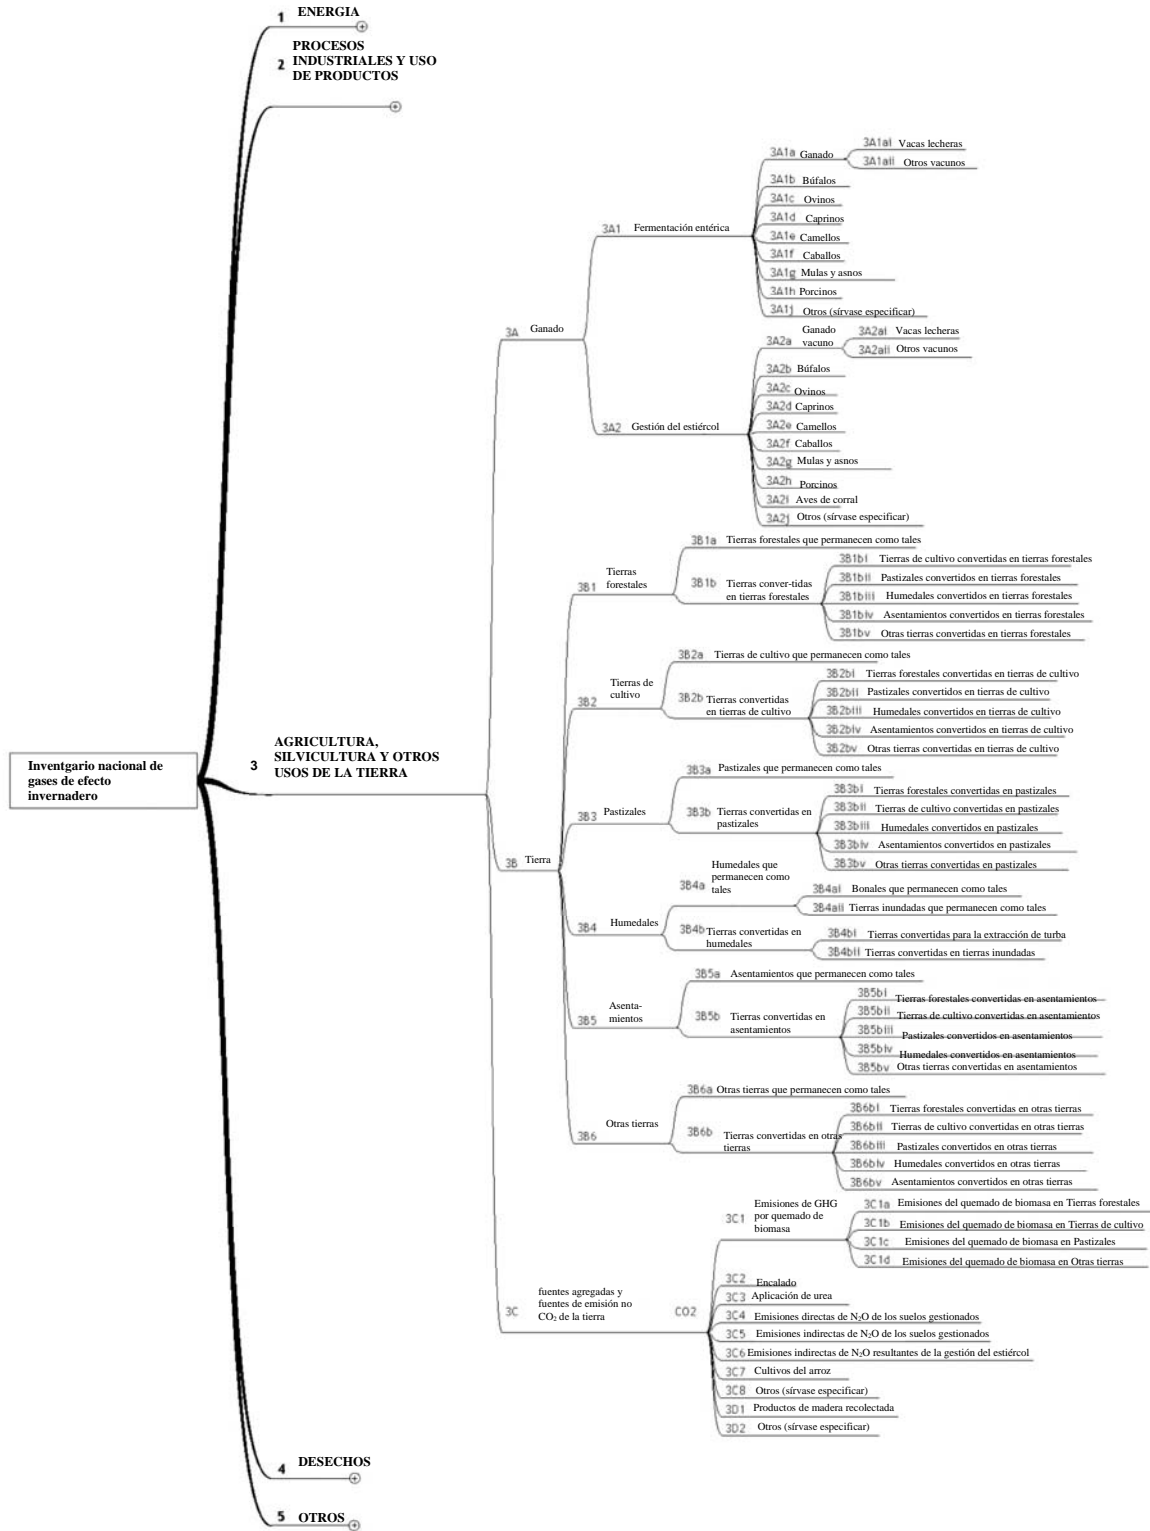 1 ENERGIA
2 PROCESOS
INDUSTRIALES Y USO
DE PRODUCTOS
Inventgario nacional de
gases de efecto
invernadero
3 AGRICULTURA,
SILVICULTURA Y OTROS
USOS DE LA TIERRA
3A Ganado
3A1 Fermentación entérica
3A1a Ganado
3A1ai Vacas lecheras
3A1aii Otros vacunos
3A1b Búfalos
3A1c Ovinos
3A1d Caprinos
3A1e Camellos
3A1f Caballos
3A1g Mulas y asnos
3A1h Porcinos
3A1j Otros (sírvase especificar)
3A2 Gestión del estiércol
3A2a Ganado
vacuno
3A2ai Vacas lecheras
3A2aii Otros vacunos
3A2b Búfalos
3A2c Ovinos
3A2d Caprinos
3A2e Camellos
3A2f Caballos
3A2g Mulas y asnos
3A2h Porcinos
3A2i Aves de corral
3A2j Otros (sírvase especificar)
3B Tierra
3B1 Tierras
forestales
3B1a Tierras forestales que permanecen como tales
3B1b Tierras conver-tidas
en tierras forestales
3B1bi Tierras de cultivo convertidas en tierras forestales
3B1bii Pastizales convertidos en tierras forestales
3B1biii Humedales convertidos en tierras forestales
3B1biv Asentamientos convertidos en tierras forestales
3B1bv Otras tierras convertidas en tierras forestales
3B2 Tierras de
cultivo
3B2a Tierras de cultivo que permanecen como tales
3B2b Tierras convertidas
en tierras de cultivo
3B2bi Tierras forestales convertidas en tierras de cultivo
3B2bii Pastizales convertidos en tierras de cultivo
3B2biii Humedales convertidos en tierras de cultivo
3B2biv Asentamientos convertidos en tierras de cultivo
3B2bv Otras tierras convertidas en tierras de cultivo
3B3 Pastizales
3B3a Pastizales que permanecen como tales
3B3b Tierras convertidas en
pastizales
3B3bi Tierras forestales convertidas en pastizales
3B3bii Tierras de cultivo convertidas en pastizales
3B3biii Humedales convertidos en pastizales
3B3biv Asentamientos convertidos en pastizales
3B3bv Otras tierras convertidas en pastizales
3B4 Humedales
3B4a Humedales que
permanecen como
tales
3B4ai Bonales que permanecen como tales
3B4aii Tierras inundadas que permanecen como tales
3B4b Tierras convertidas en
humedales
3B4bi Tierras convertidas para la extracción de turba
3B4bii Tierras convertidas en tierras inundadas
3B5 Asenta-
mientos
3B5a Asentamientos que permanecen como tales
3B5b Tierras convertidas en
asentamientos
3B5bi Tierras forestales convertidas en asentamientos
3B5bii Tierras de cultivo convertidas en asentamientos
3B5biii Pastizales convertidos en asentamientos
3B5biv Humedales convertidos en asentamientos
3B5bv Otras tierras convertidas en asentamientos
3B6 Otras tierras
3B6a Otras tierras que permanecen como tales
3B6b Tierras convertidas en otras
tierras
3B6bi Tierras forestales convertidas en otras tierras
3B6bii Tierras de cultivo convertidas en otras tierras
3B6biii Pastizales convertidos en otras tierras
3B6biv Humedales convertidos en otras tierras
3B6bv Asentamientos convertidos en otras tierras
3C fuentes agregadas y
fuentes de emisión no
CO₂ de la tierra
CO2
3C1 Emisiones de GHG
por quemado de
biomasa
3C1a Emisiones del quemado de biomasa en Tierras forestales
3C1b Emisiones del quemado de biomasa en Tierras de cultivo
3C1c Emisiones del quemado de biomasa en Pastizales
3C1d Emisiones del quemado de biomasa en Otras tierras
3C2 Encalado
3C3 Aplicación de urea
3C4 Emisiones directas de N₂O de los suelos gestionados
3C5 Emisiones indirectas de N₂O de los suelos gestionados
3C6 Emisiones indirectas de N₂O resultantes de la gestión del estiércol
3C7 Cultivos del arroz
3C8 Otros (sírvase especificar)
3D1 Productos de madera recolectada
3D2 Otros (sírvase especificar)
4 DESECHOS
5 OTROS